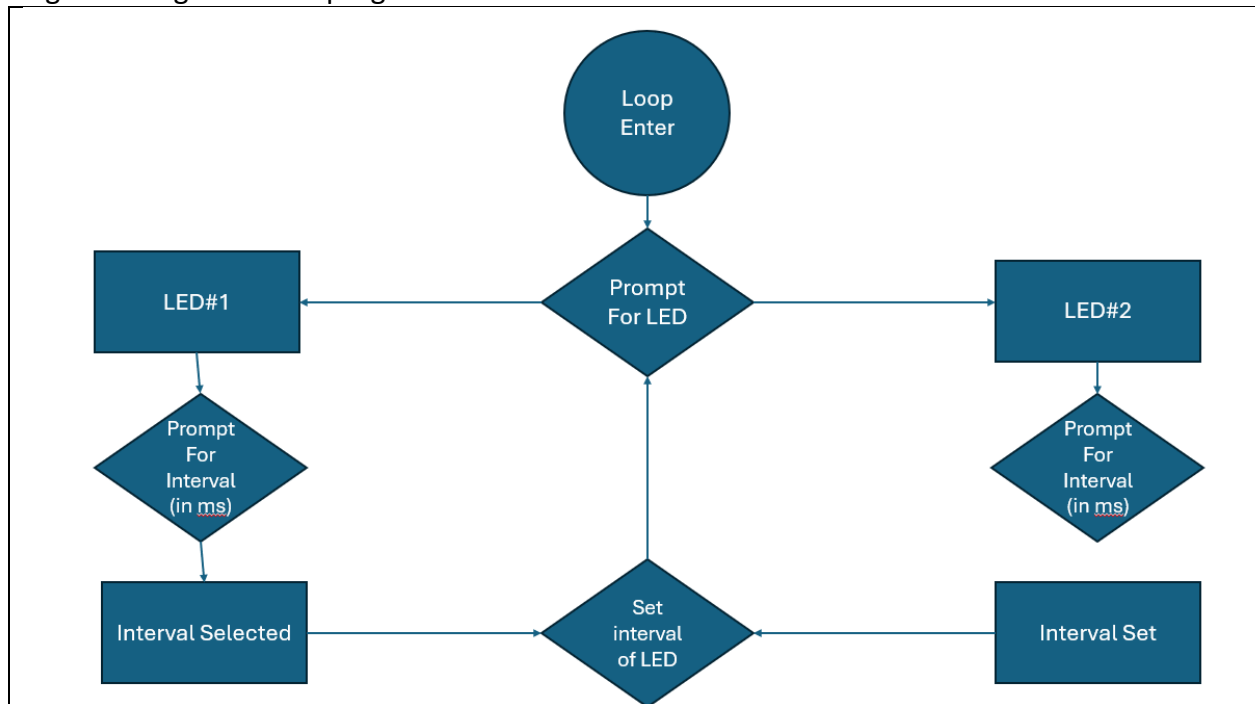 Loop
Enter
Prompt
For LED
LED#1
LED#2
Prompt
For
Interval
(in ms)
Prompt
For
Interval
(in ms)
Interval Selected
Set
interval
of LED
Interval Set